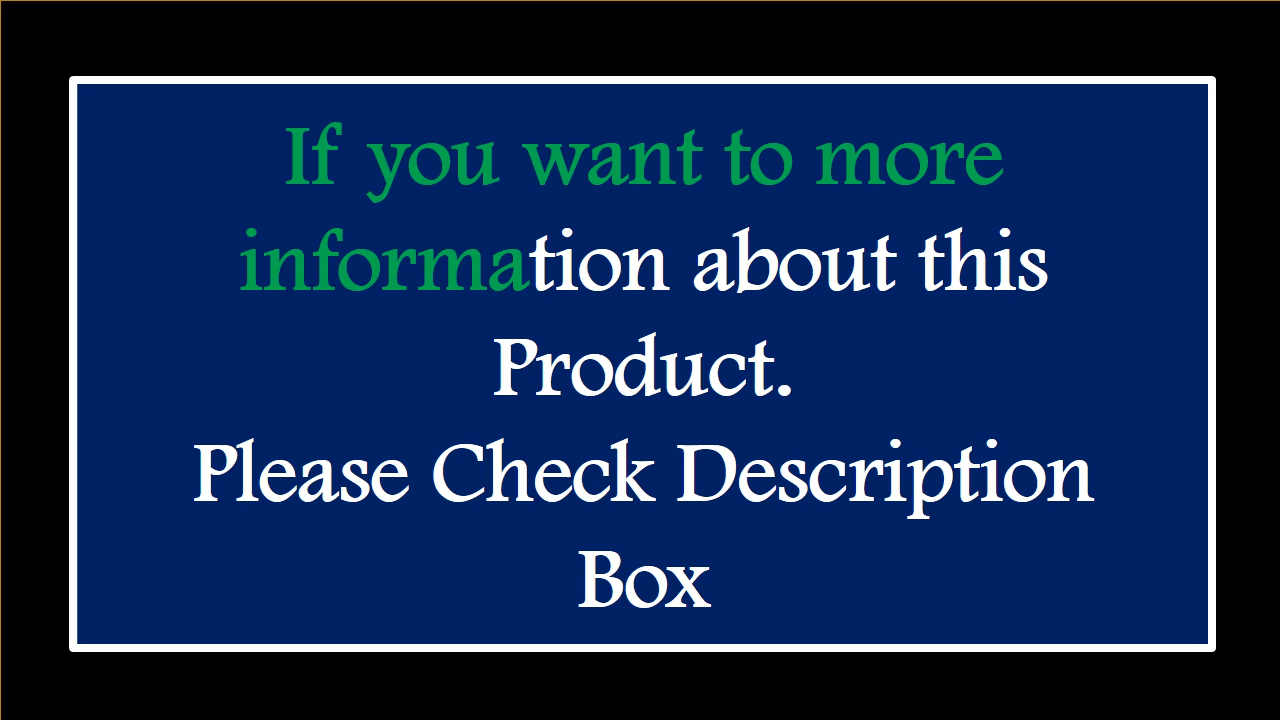 If you want to more
information about this
Product.
Please Check Description
Box